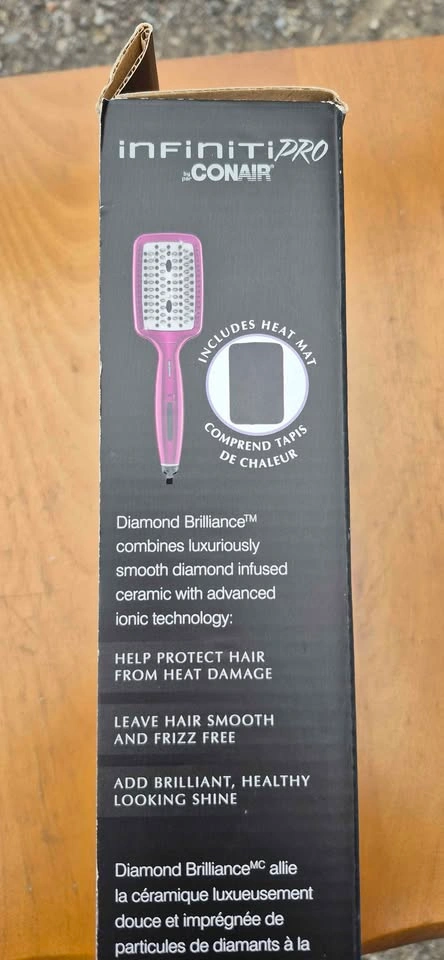 INFINITIPRO
by par CONAIR®
INCLUDES HEAT MAT
COMPREND TAPIS
DE CHALEUR
Diamond Brilliance™
combines luxuriously
smooth diamond infused
ceramic with advanced
ionic technology:
HELP PROTECT HAIR
FROM HEAT DAMAGE
LEAVE HAIR SMOOTH
AND FRIZZ FREE
ADD BRILLIANT, HEALTHY
LOOKING SHINE
Diamond Brilliance MC allie
la céramique luxueusement
douce et imprégnée de
particules de diamants à la